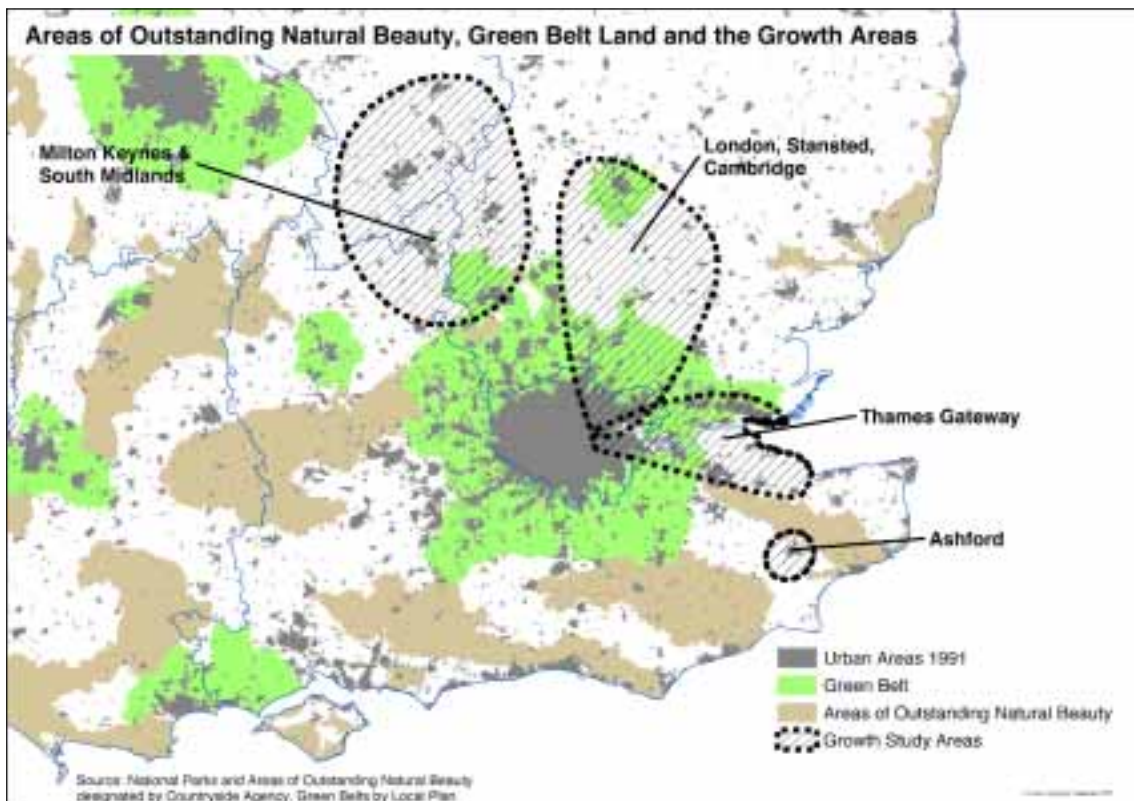 Areas of Outstanding Natural Beauty, Green Belt Land and the Growth Areas
Milton Keynes &
South Midlands
London, Stansted,
Cambridge
Thames Gateway
Ashford
Urban Areas 1991
Green Belt
Areas of Outstanding Natural Beauty
Growth Study Areas
Source: National Parks and Areas of Outstanding Natural Beauty
designated by Countryside Agency, Green Belts by Local Plan